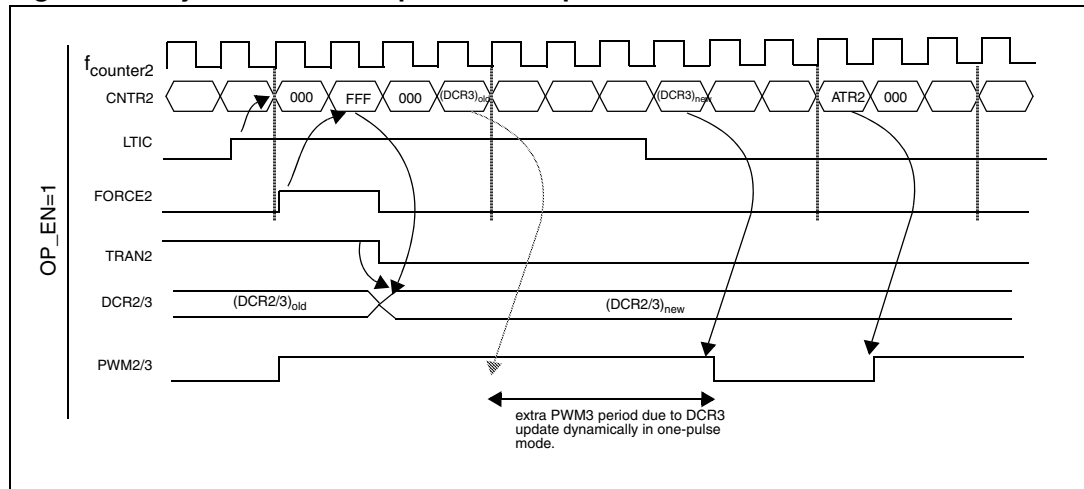 OP_EN=1
fcounter2
CNTR2
000
FFF
000
(DCR3)old
(DCR3)new
ATR2
000
LTIC
FORCE2
TRAN2
DCR2/3
(DCR2/3)old
(DCR2/3)new
PWM2/3
extra PWM3 period due to DCR3
update dynamically in one-pulse
mode.